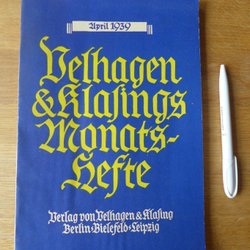 April 1939
Velhagen
& Klasings
Monats-
Hefte
Verlag von Velhagen & Klasing
Berlin·Bielefeld·Leipzig